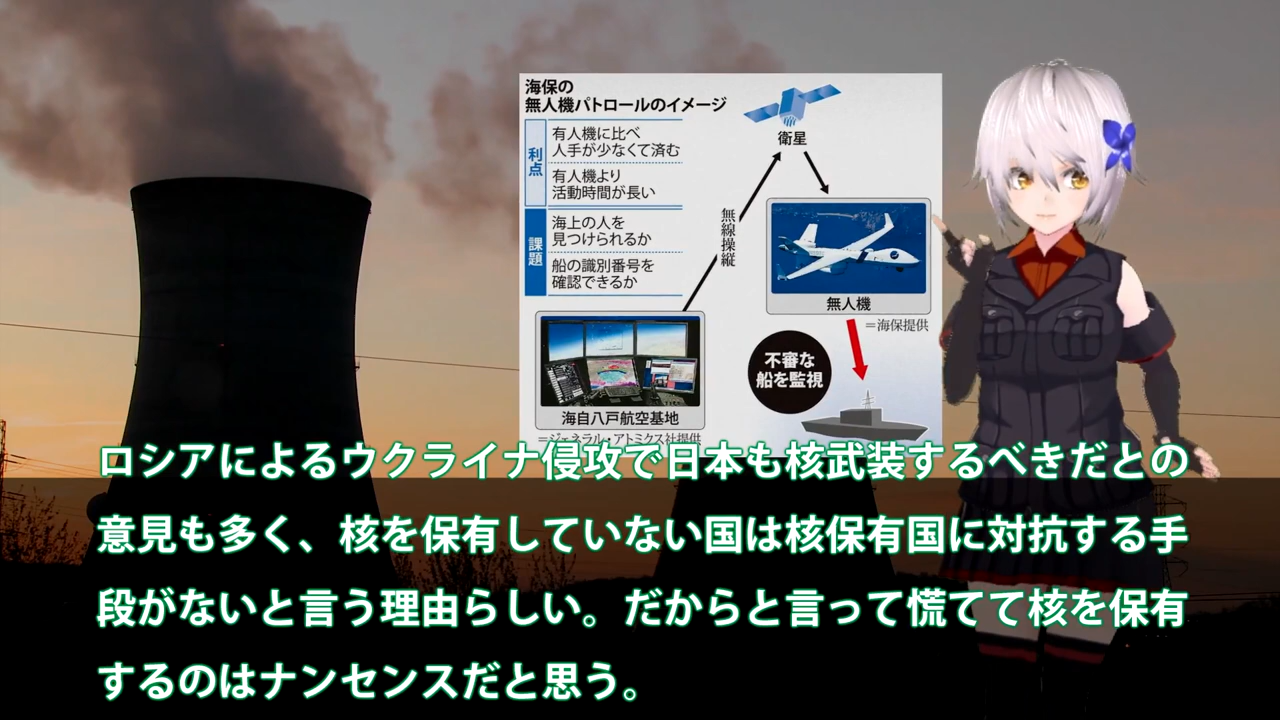 海保の
無人機パトロールのイメージ
利点
有人機に比べ
人手が少なくて済む
有人機より
活動時間が長い
課題
海上の人を
見つけられるか
船の識別番号を
確認できるか
衛星
無線操縦
無人機
=海保提供
不審な
船を監視
海自八戸航空基地
=ジェネラル・アトミクス社提供
ロシアによるウクライナ侵攻で日本も核武装するべきだとの
意見も多く、核を保有していない国は核保有国に対抗する手
段がないと言う理由らしい。だからと言って慌てて核を保有
するのはナンセンスだと思う。